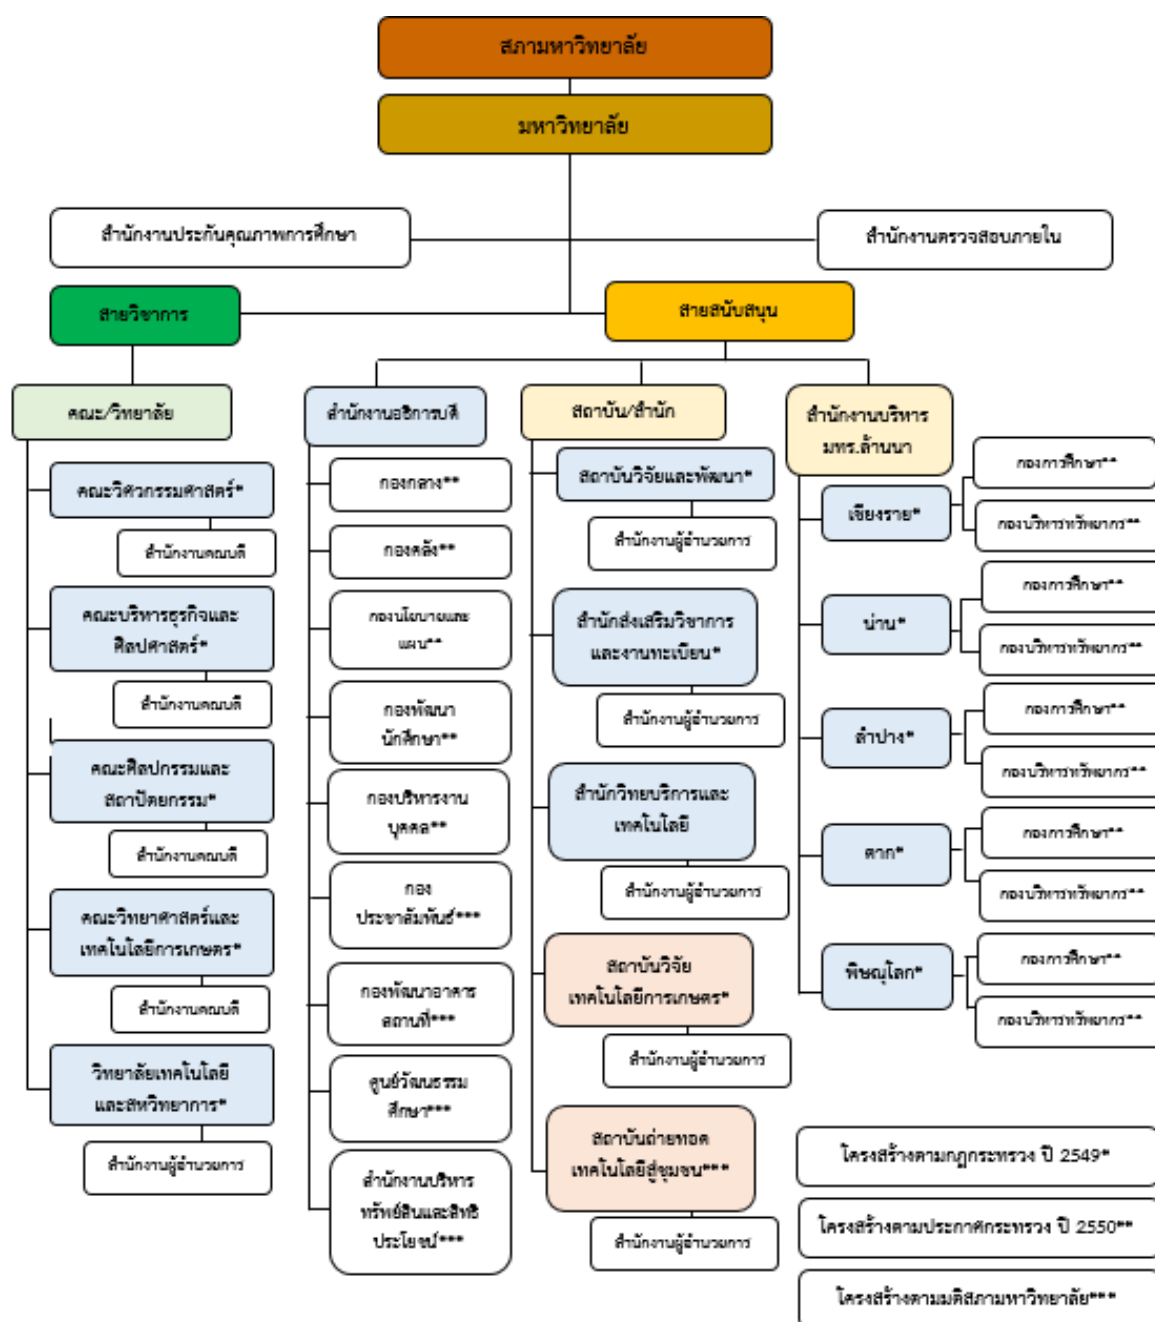 สภามหาวิทยาลัย
มหาวิทยาลัย
สำนักงานประกันคุณภาพการศึกษา
สำนักงานตรวจสอบภายใน
สายวิชาการ
สายสนับสนุน
คณะ/วิทยาลัย
คณะวิศวกรรมศาสตร์*
สำนักงานคณบดี
คณะบริหารธุรกิจและ
ศิลปศาสตร์*
สำนักงานคณบดี
คณะศิลปกรรมและ
สถาปัตยกรรม*
สำนักงานคณบดี
คณะวิทยาศาสตร์และ
เทคโนโลยีการเกษตร*
สำนักงานคณบดี
วิทยาลัยเทคโนโลยี
และสหวิทยาการ*
สำนักงานผู้อำนวยการ
สำนักงานอธิการบดี
กองกลาง**
กองคลัง**
กองนโยบายและ
แผน**
กองพัฒนา
นักศึกษา**
กองบริหารงาน
บุคคล**
กอง
ประชาสัมพันธ์***
กองพัฒนาอาคาร
สถานที่***
ศูนย์วัฒนธรรม
ศึกษา***
สำนักงานบริหาร
ทรัพย์สินและสิทธิ
ประโยชน์***
สถาบัน/สำนัก
สถาบันวิจัยและพัฒนา*
สำนักงานผู้อำนวยการ
สำนักส่งเสริมวิชาการ
และงานทะเบียน*
สำนักงานผู้อำนวยการ
สำนักวิทยบริการและ
เทคโนโลยี
สำนักงานผู้อำนวยการ
สถาบันวิจัย
เทคโนโลยีการเกษตร*
สำนักงานผู้อำนวยการ
สถาบันถ่ายทอด
เทคโนโลยีสู่ชุมชน***
สำนักงานผู้อำนวยการ
สำนักงานบริหาร
มทร.ล้านนา
เชียงราย*
กองการศึกษา**
กองบริหารทรัพยากร**
น่าน*
กองการศึกษา**
กองบริหารทรัพยากร**
ลำปาง*
กองการศึกษา**
กองบริหารทรัพยากร**
ตาก*
กองการศึกษา**
กองบริหารทรัพยากร**
พิษณุโลก*
กองการศึกษา**
กองบริหารทรัพยากร**
โครงสร้างตามกฎกระทรวง ปี 2549*
โครงสร้างตามประกาศกระทรวง ปี 2550**
โครงสร้างตามมติสภามหาวิทยาลัย***